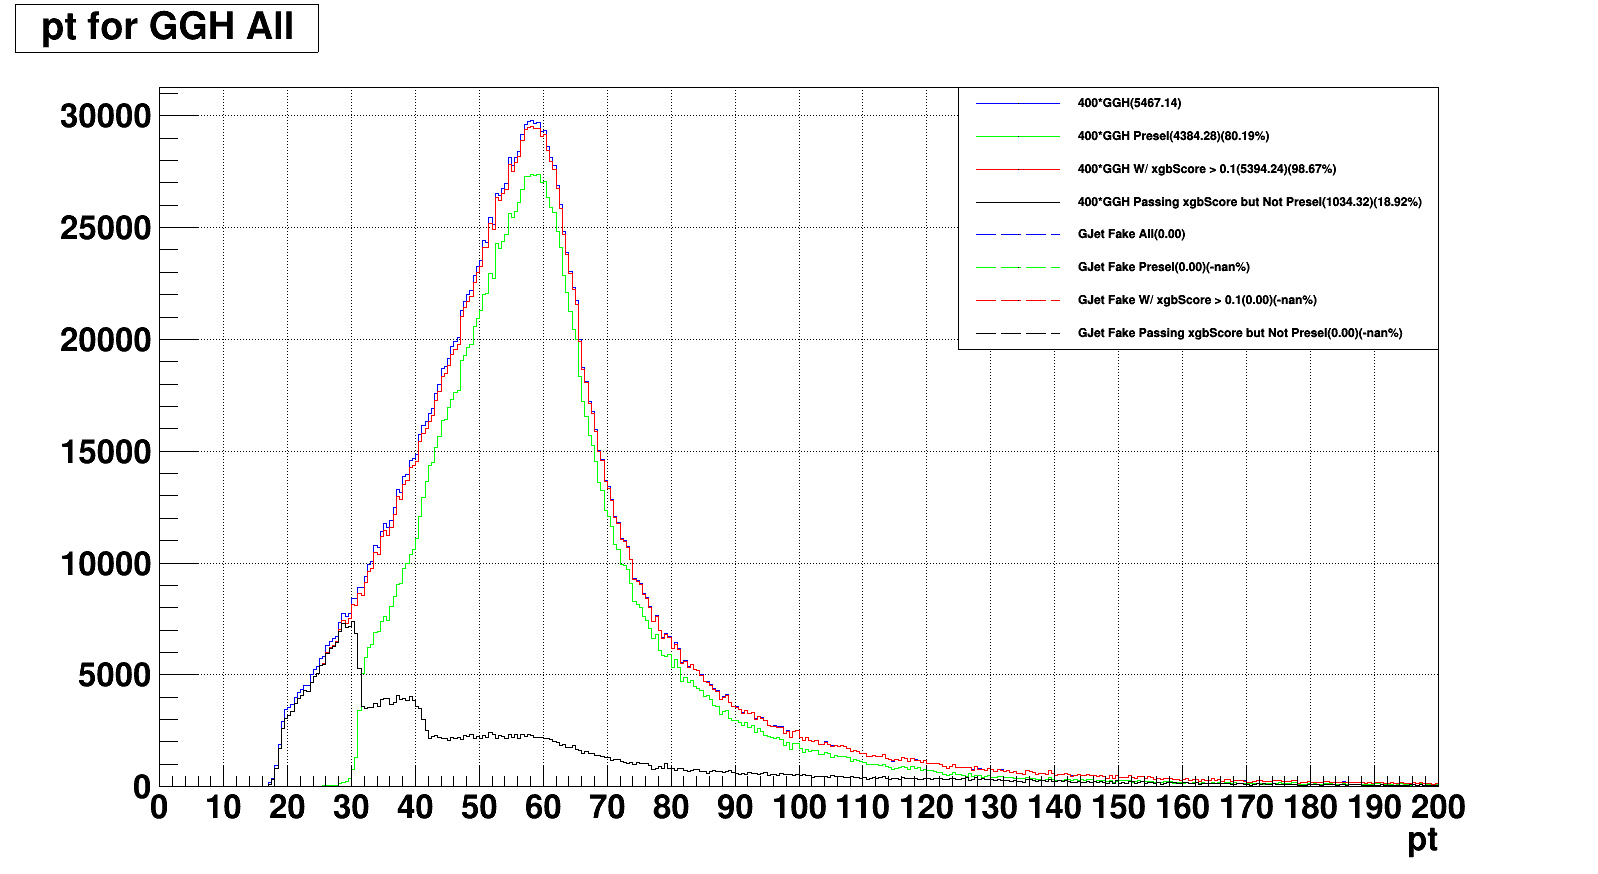 pt for GGH All
30000
25000
20000
15000
10000
5000
0
0 10 20 30 40 50 60 70 80 90 100 110 120 130 140 150 160 170 180 190 200
pt
400*GGH(5467.14)
400*GGH Presel(4384.28)(80.19%)
400*GGH W/ xgbScore > 0.1(5394.24)(98.67%)
400*GGH Passing xgbScore but Not Presel(1034.32)(18.92%)
GJet Fake All(0.00)
GJet Fake Presel(0.00)(-nan%)
GJet Fake W/ xgbScore > 0.1(0.00)(-nan%)
GJet Fake Passing xgbScore but Not Presel(0.00)(-nan%)